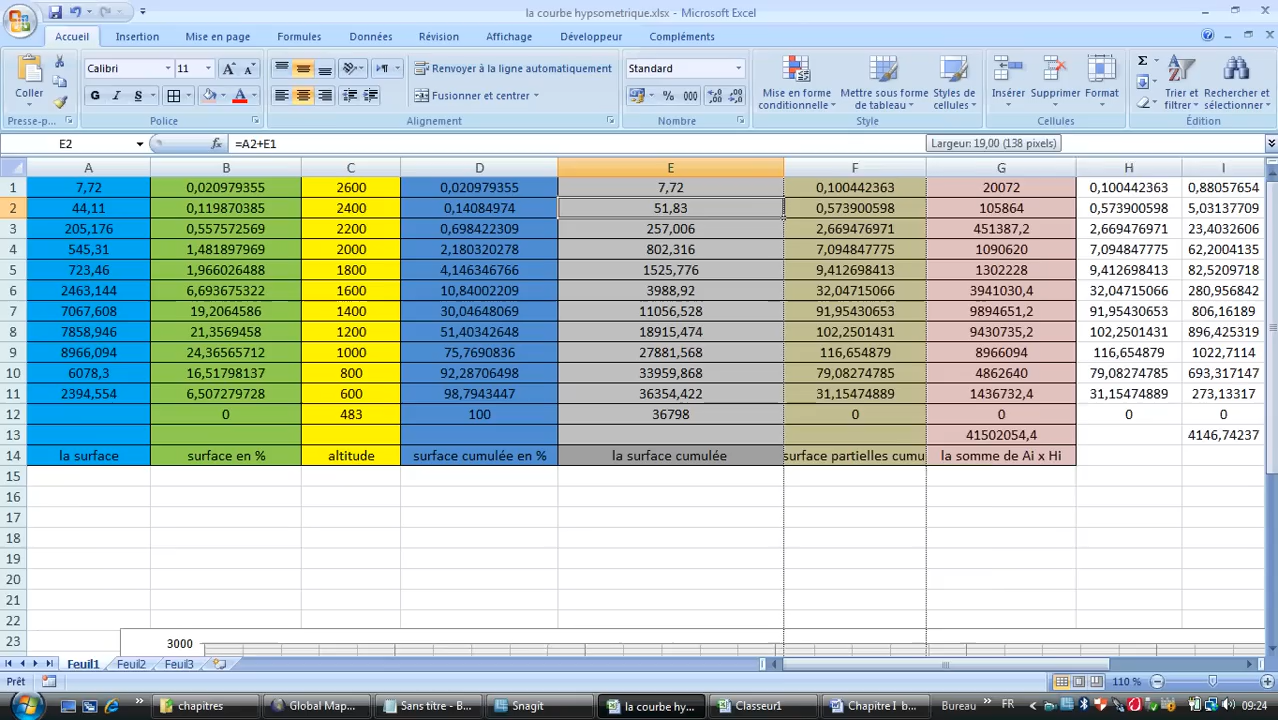 la courbe hypsometrique.xlsx - Microsoft Excel
Accueil Insertion Mise en page Formules Données Révision Affichage Développeur Compléments
Calibri 11 A A Renvoyer à la ligne automatiquement Standard Σ
Coller Mise en forme conditionnelle Mettre sous forme de tableau Styles de cellules Insérer Supprimer Format Trier et filtrer Rechercher et sélectionner
G I S A Fusionner et centrer % 000
Presse-p... Police Alignement Nombre Style Cellules Édition
E2 fx =A2+E1 Largeur: 19,00 (138 pixels)
A B C D E F G H I
1 7,72 0,020979355 2600 0,020979355 7,72 0,100442363 20072 0,100442363 0,88057654
2 44,11 0,119870385 2400 0,14084974 51,83 0,573900598 105864 0,573900598 5,03137709
3 205,176 0,557572569 2200 0,698422309 257,006 2,669476971 451387,2 2,669476971 23,4032606
4 545,31 1,481897969 2000 2,180320278 802,316 7,094847775 1090620 7,094847775 62,2004135
5 723,46 1,966026488 1800 4,146346766 1525,776 9,412698413 1302228 9,412698413 82,5209718
6 2463,144 6,693675322 1600 10,84002209 3988,92 32,04715066 3941030,4 32,04715066 280,956842
7 7067,608 19,2064586 1400 30,04648069 11056,528 91,95430653 9894651,2 91,95430653 806,16189
8 7858,946 21,3569458 1200 51,40342648 18915,474 102,2501431 9430735,2 102,2501431 896,425319
9 8966,094 24,36565712 1000 75,7690836 27881,568 116,654879 8966094 116,654879 1022,7114
10 6078,3 16,51798137 800 92,28706498 33959,868 79,08274785 4862640 79,08274785 693,317147
11 2394,554 6,507279728 600 98,7943447 36354,422 31,15474889 1436732,4 31,15474889 273,13317
12 0 483 100 36798 0 0 0 0
13 41502054,4 4146,74237
14 la surface surface en % altitude surface cumulée en % la surface cumulée surface partielles cumu la somme de Ai x Hi
15
16
17
18
19
20
21
22
23 3000
Feuil1 Feuil2 Feuil3
Prêt 110 %
chapitres Global Map... Sans titre - B... Snagit la courbe hy... Classeur1 Chapitre I b... Bureau » FR 09:24